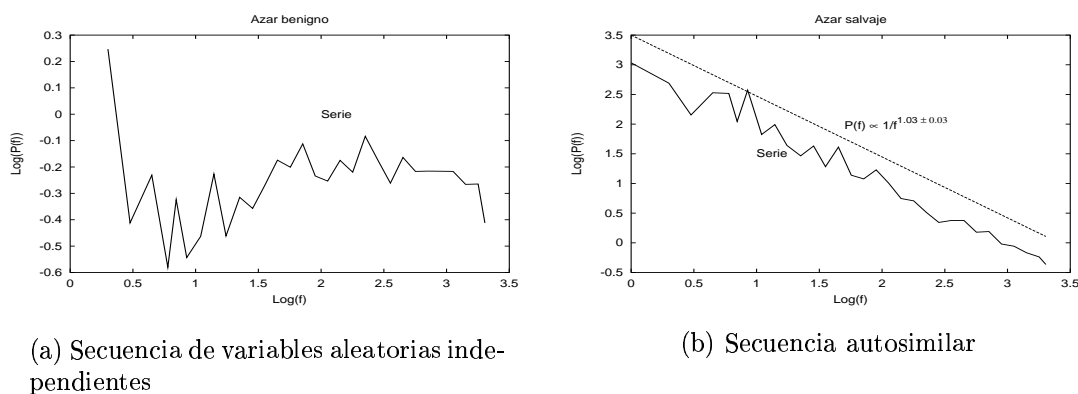 Azar benigno
0.3
0.2
0.1
0
-0.1
-0.2
-0.3
-0.4
-0.5
-0.6
Log(P(f))
Serie
0 0.5 1 1.5 2 2.5 3 3.5
Log(f)
(a) Secuencia de variables aleatorias inde-
pendientes
Azar salvaje
3.5
3
2.5
2
1.5
1
0.5
0
-0.5
Log(P(f))
P(f) ∝ 1/f^1.03 ± 0.03
Serie
0 0.5 1 1.5 2 2.5 3 3.5
Log(f)
(b) Secuencia autosimilar